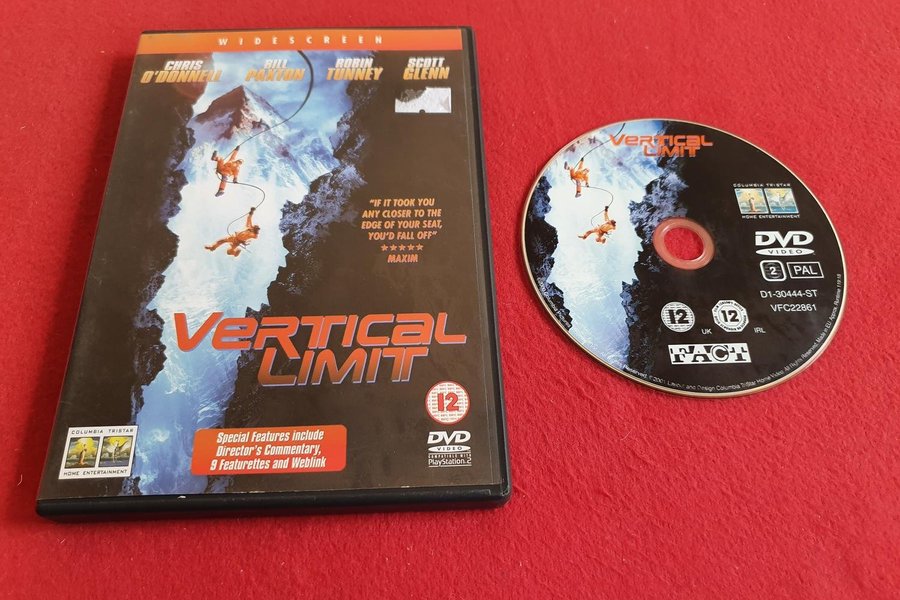 WIDESCREEN
CHRIS O'DONNELL
BILL PAXTON
ROBIN TUNNEY
SCOTT GLENN
"IF IT TOOK YOU
ANY CLOSER TO THE
EDGE OF YOUR SEAT,
YOU'D FALL OFF"
★★★★★
MAXIM
VERTICAL
LIMIT
12
COLUMBIA TRISTAR
HOME ENTERTAINMENT
Special Features include
Director's Commentary,
9 Featurettes and Weblink
DVD
VIDEO
COMPATIBLE WITH
PlayStation 2
VERTICAL
LIMIT
COLUMBIA TRISTAR
HOME ENTERTAINMENT
DVD
VIDEO
2 PAL
D1-30444-ST
VFC22861
12 UK 12 IRL
FACT